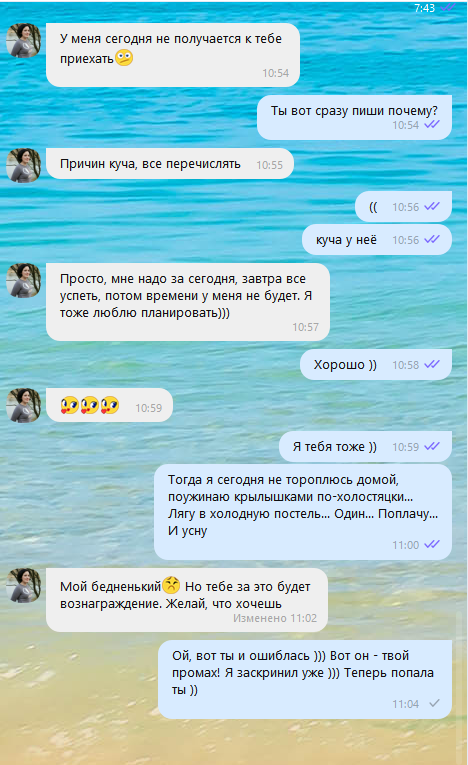 7:43
У меня сегодня не получается к тебе
приехать
10:54
Ты вот сразу пиши почему?
10:54
Причин куча, все перечислять 10:55
(( 10:56
куча у неё 10:56
Просто, мне надо за сегодня, завтра все
успеть, потом времени у меня не будет. Я
тоже люблю планировать)))
10:57
Хорошо )) 10:58
10:59
Я тебя тоже )) 10:59
Тогда я сегодня не тороплюсь домой,
поужинаю крылышками по-холостяцки...
Лягу в холодную постель... Один... Поплачу...
И усну
11:00
Мой бедненький Но тебе за это будет
вознаграждение. Желай, что хочешь
Изменено 11:02
Ой, вот ты и ошиблась ))) Вот он - твой
промах! Я заскринил уже ))) Теперь попала
ты ))
11:04